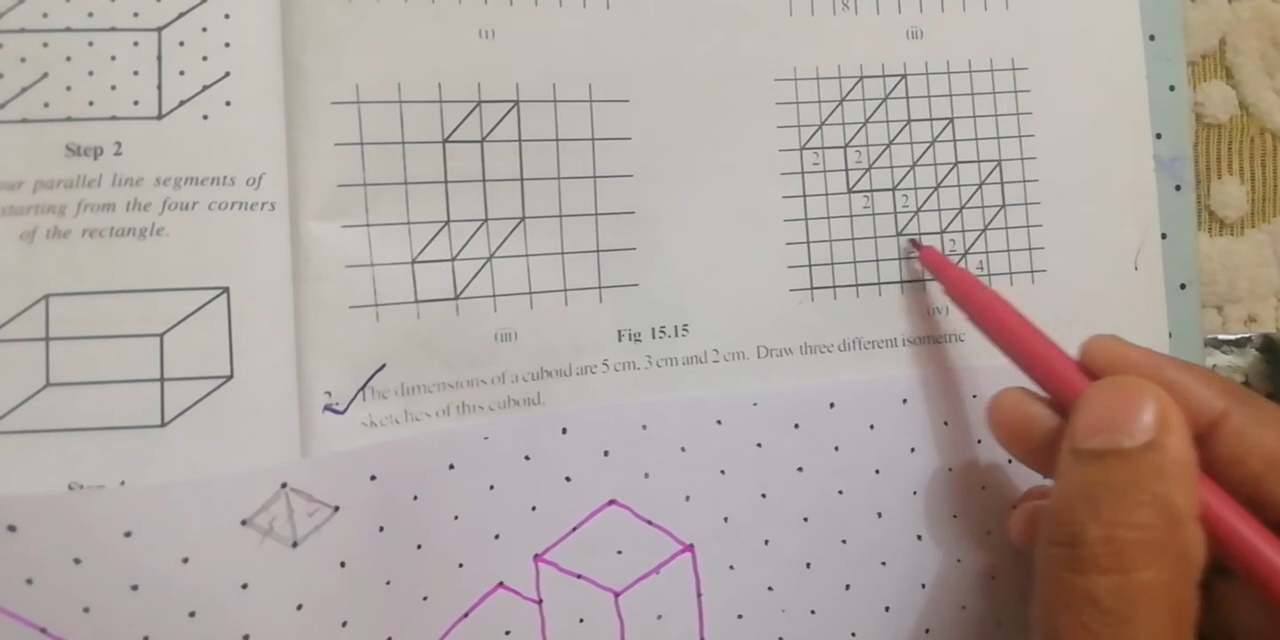 8
(i)
(ii)
Step 2
our parallel line segments of
starting from the four corners
of the rectangle.
2 2
2 2
2
4
(iii)
Fig 15.15
(iv)
2. The dimensions of a cuboid are 5 cm, 3 cm and 2 cm. Draw three different isometric
sketches of this cuboid.